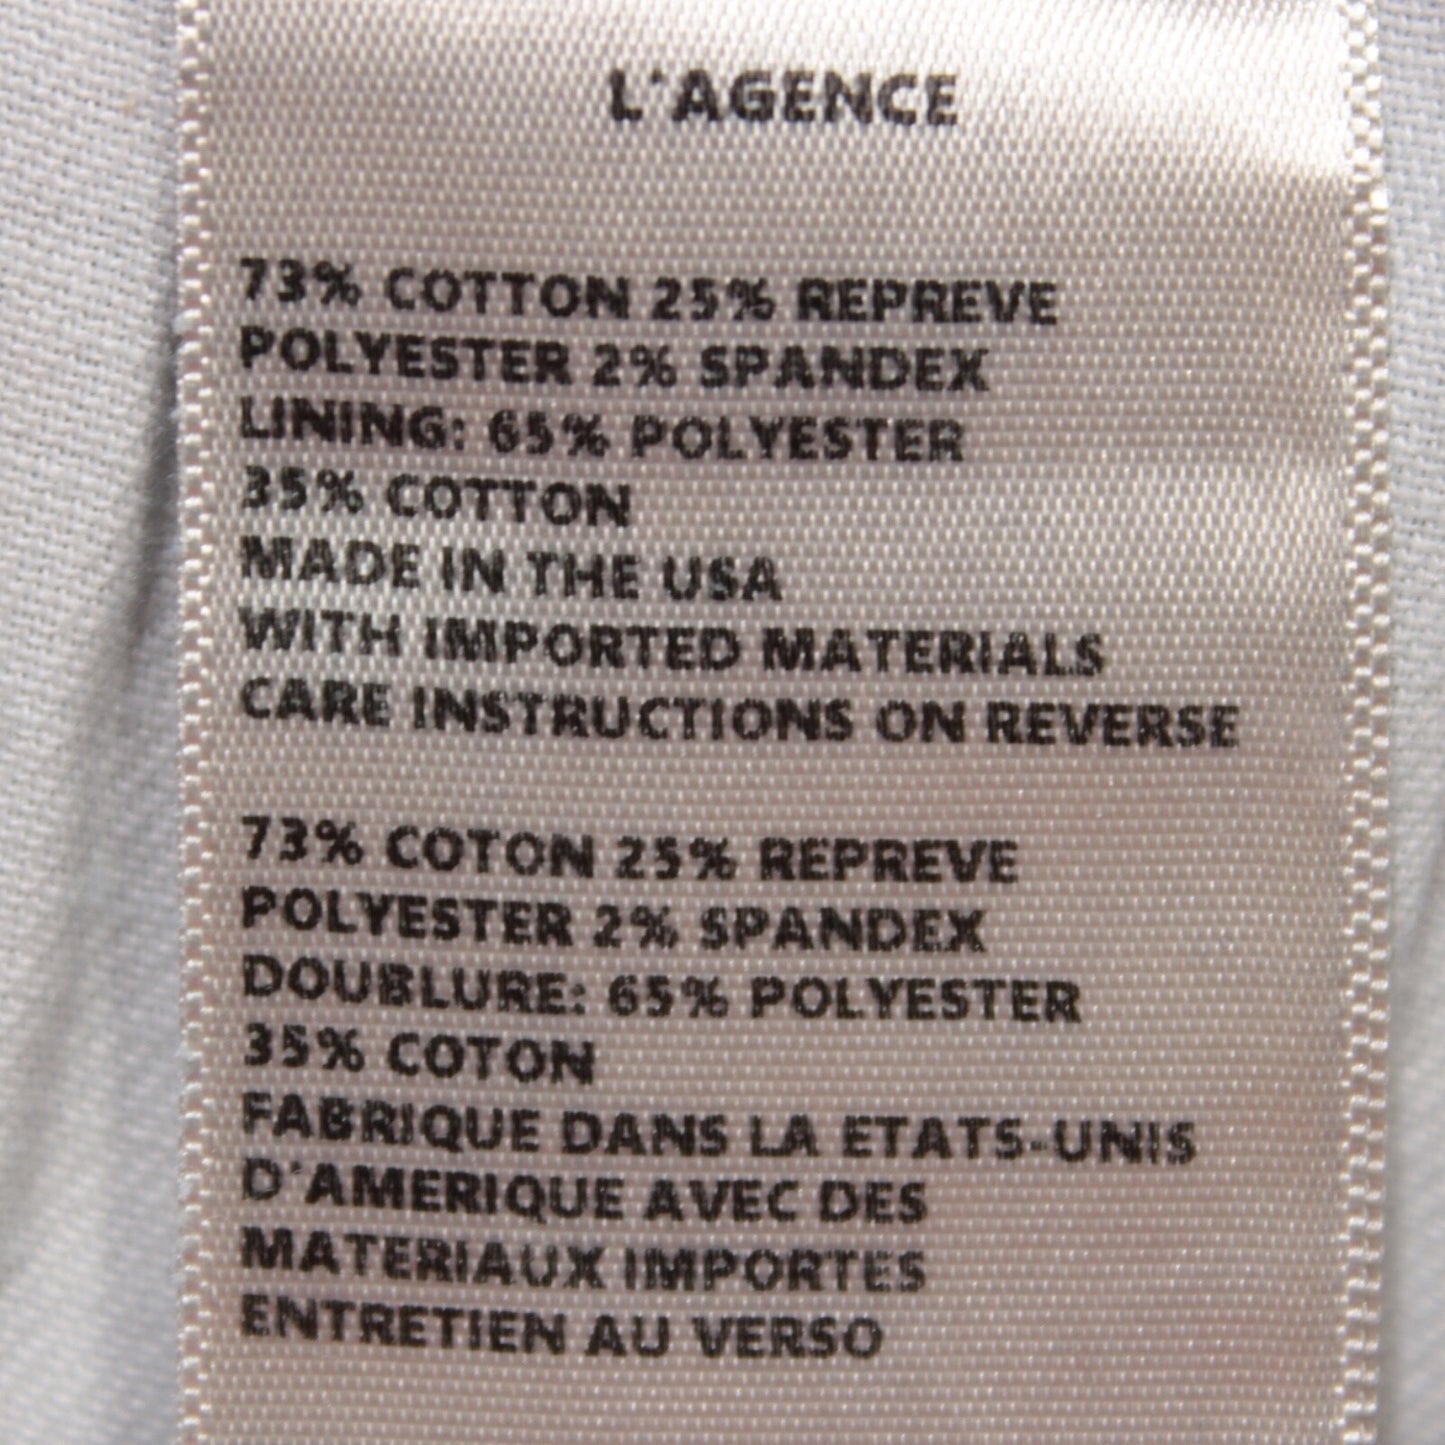 L'AGENCE
73% COTTON 25% REPREVE
POLYESTER 2% SPANDEX
LINING: 65% POLYESTER
35% COTTON
MADE IN THE USA
WITH IMPORTED MATERIALS
CARE INSTRUCTIONS ON REVERSE
73% COTON 25% REPREVE
POLYESTER 2% SPANDEX
DOUBLURE: 65% POLYESTER
35% COTON
FABRIQUE DANS LA ETATS-UNIS
D'AMERIQUE AVEC DES
MATERIAUX IMPORTES
ENTRETIEN AU VERSO